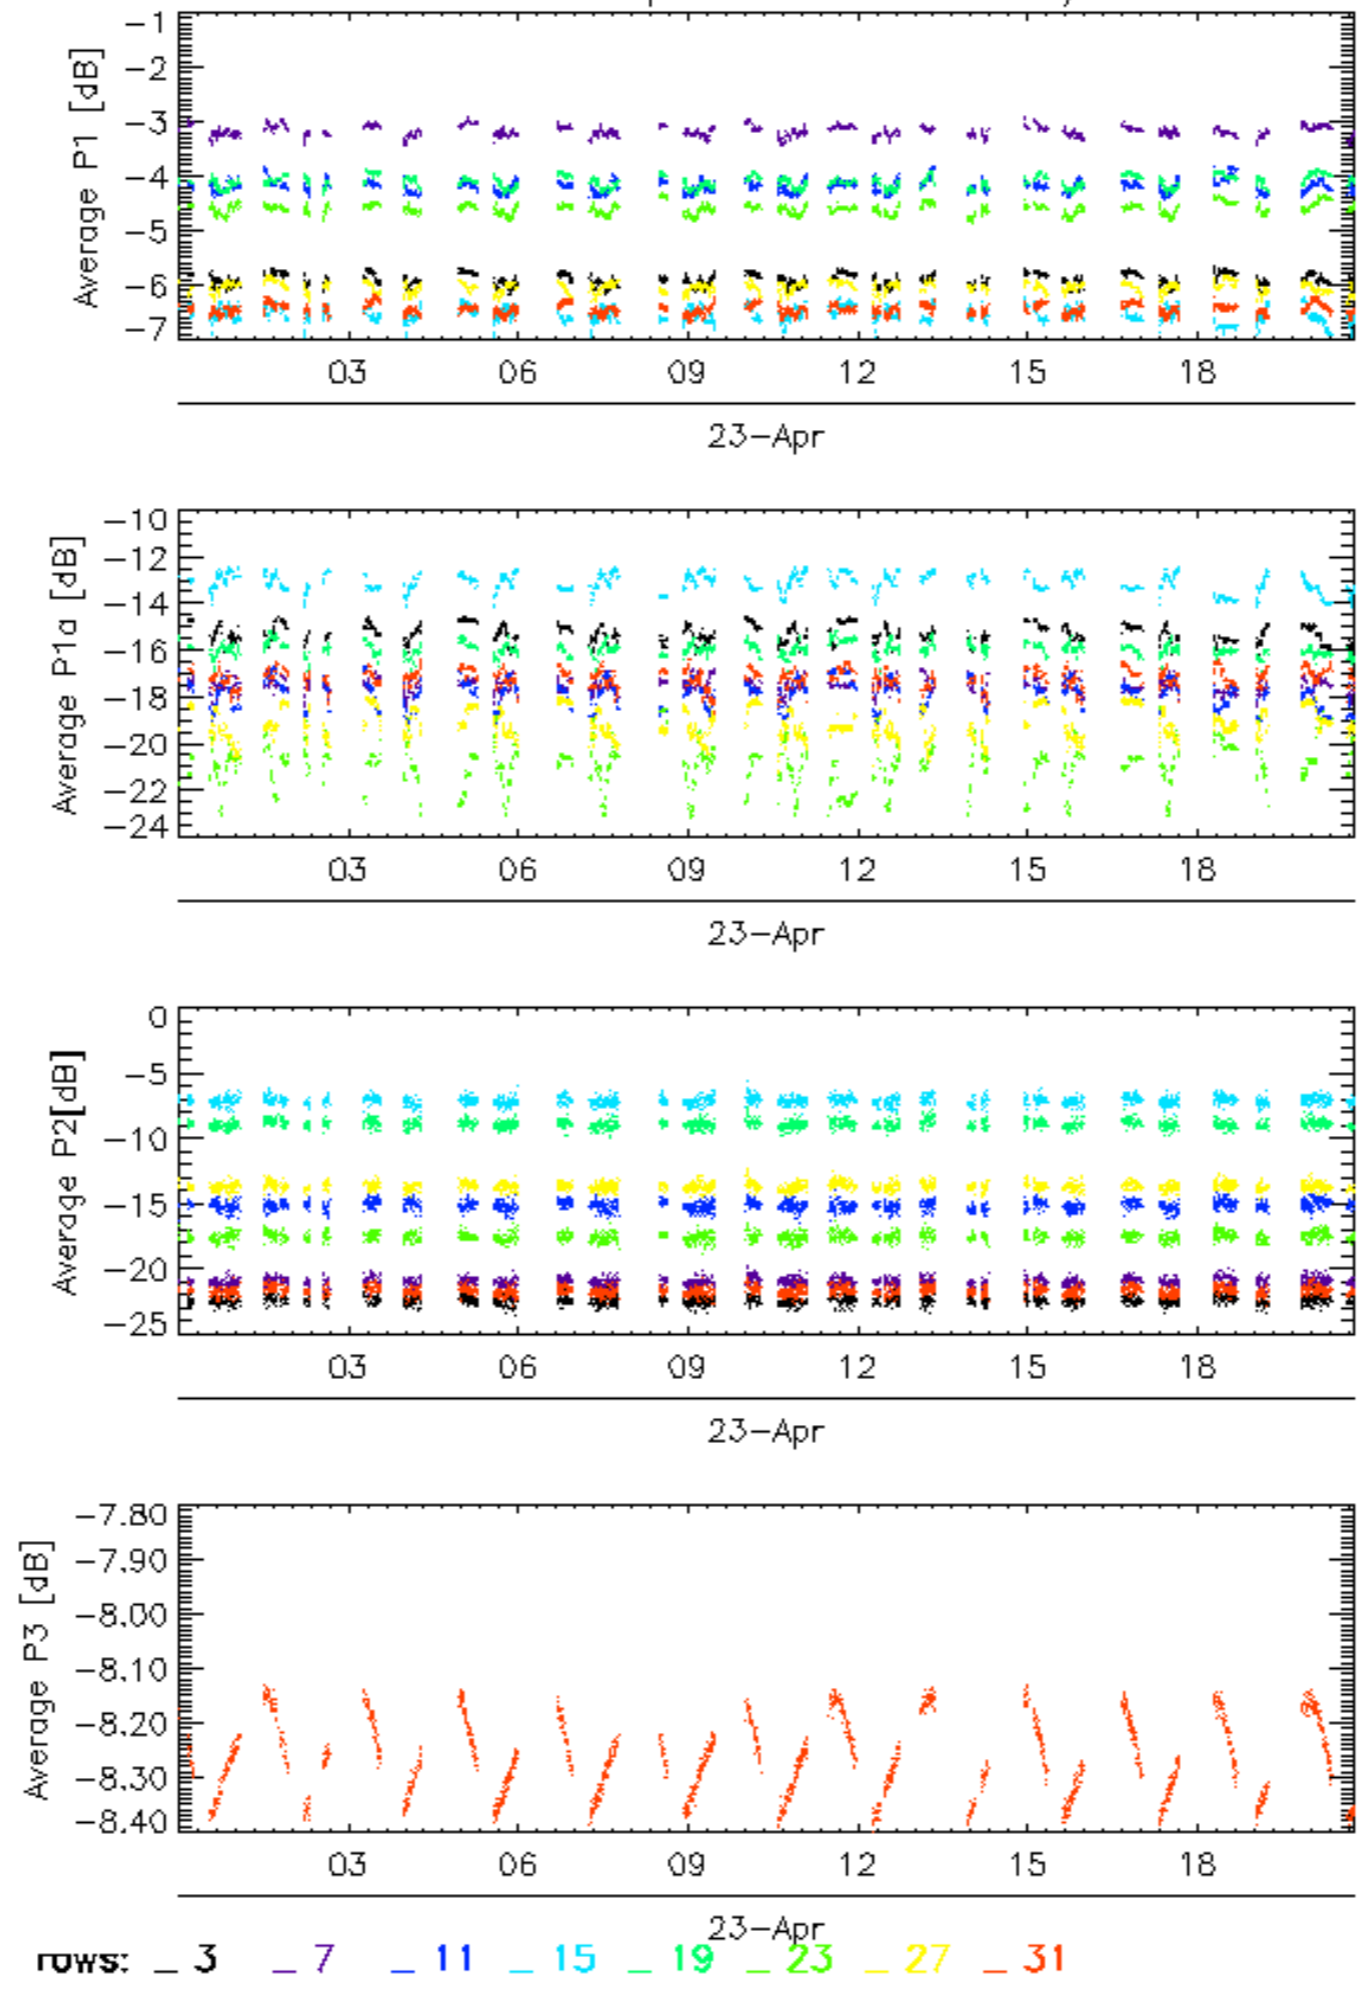 -1
-2
-3
-4
-5
-6
-7
Average P1 [dB]
03 06 09 12 15 18
23-Apr
-10
-12
-14
-16
-18
-20
-22
-24
Average P1a [dB]
03 06 09 12 15 18
23-Apr
0
-5
-10
-15
-20
-25
Average P2[dB]
03 06 09 12 15 18
23-Apr
-7.80
-7.90
-8.00
-8.10
-8.20
-8.30
-8.40
Average P3 [dB]
03 06 09 12 15 18
23-Apr
rows: _ 3 _ 7 _ 11 _ 15 _ 19 _ 23 _ 27 _ 31